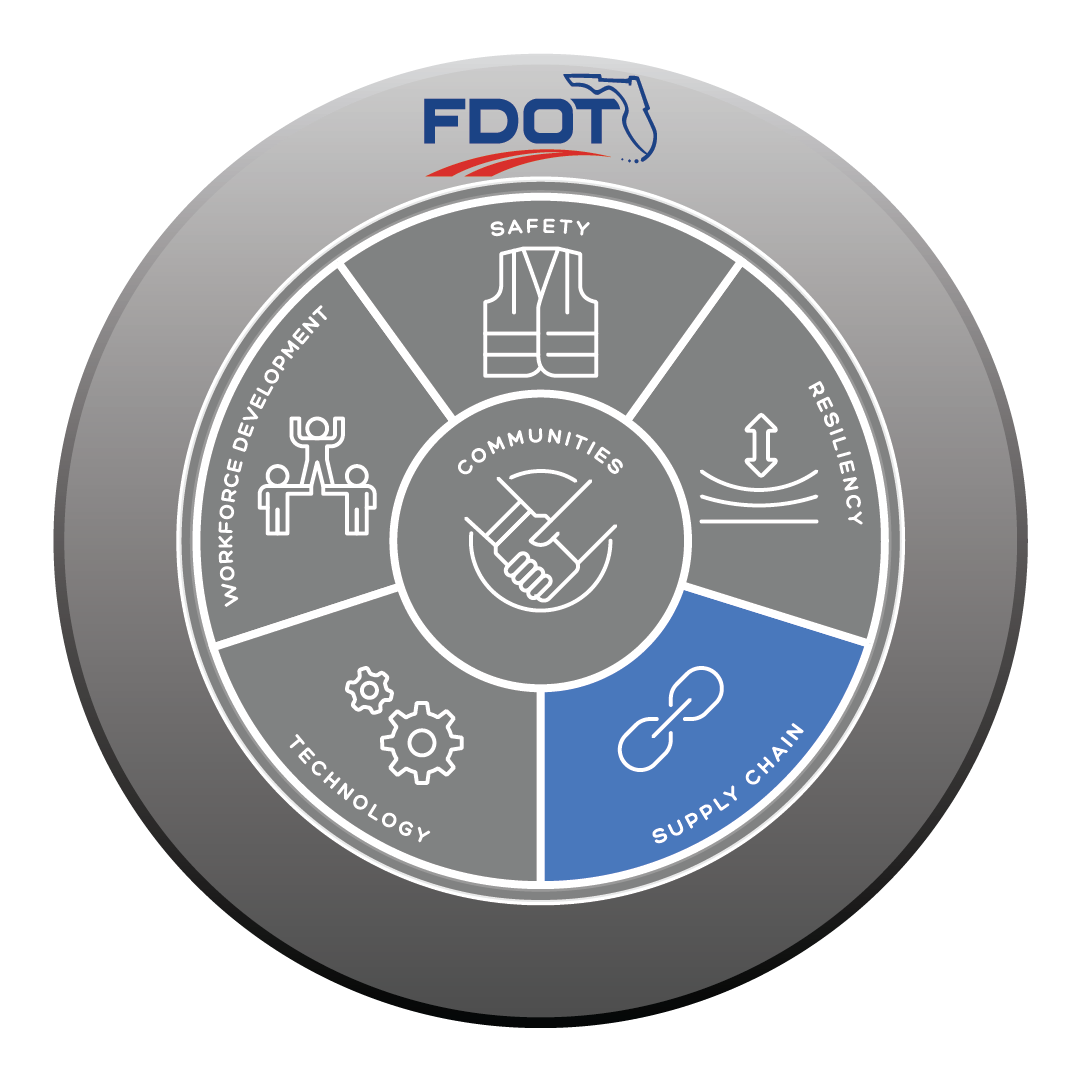 FDOT
SAFETY
WORKFORCE DEVELOPMENT
RESILIENCY
COMMUNITIES
TECHNOLOGY
SUPPLY CHAIN